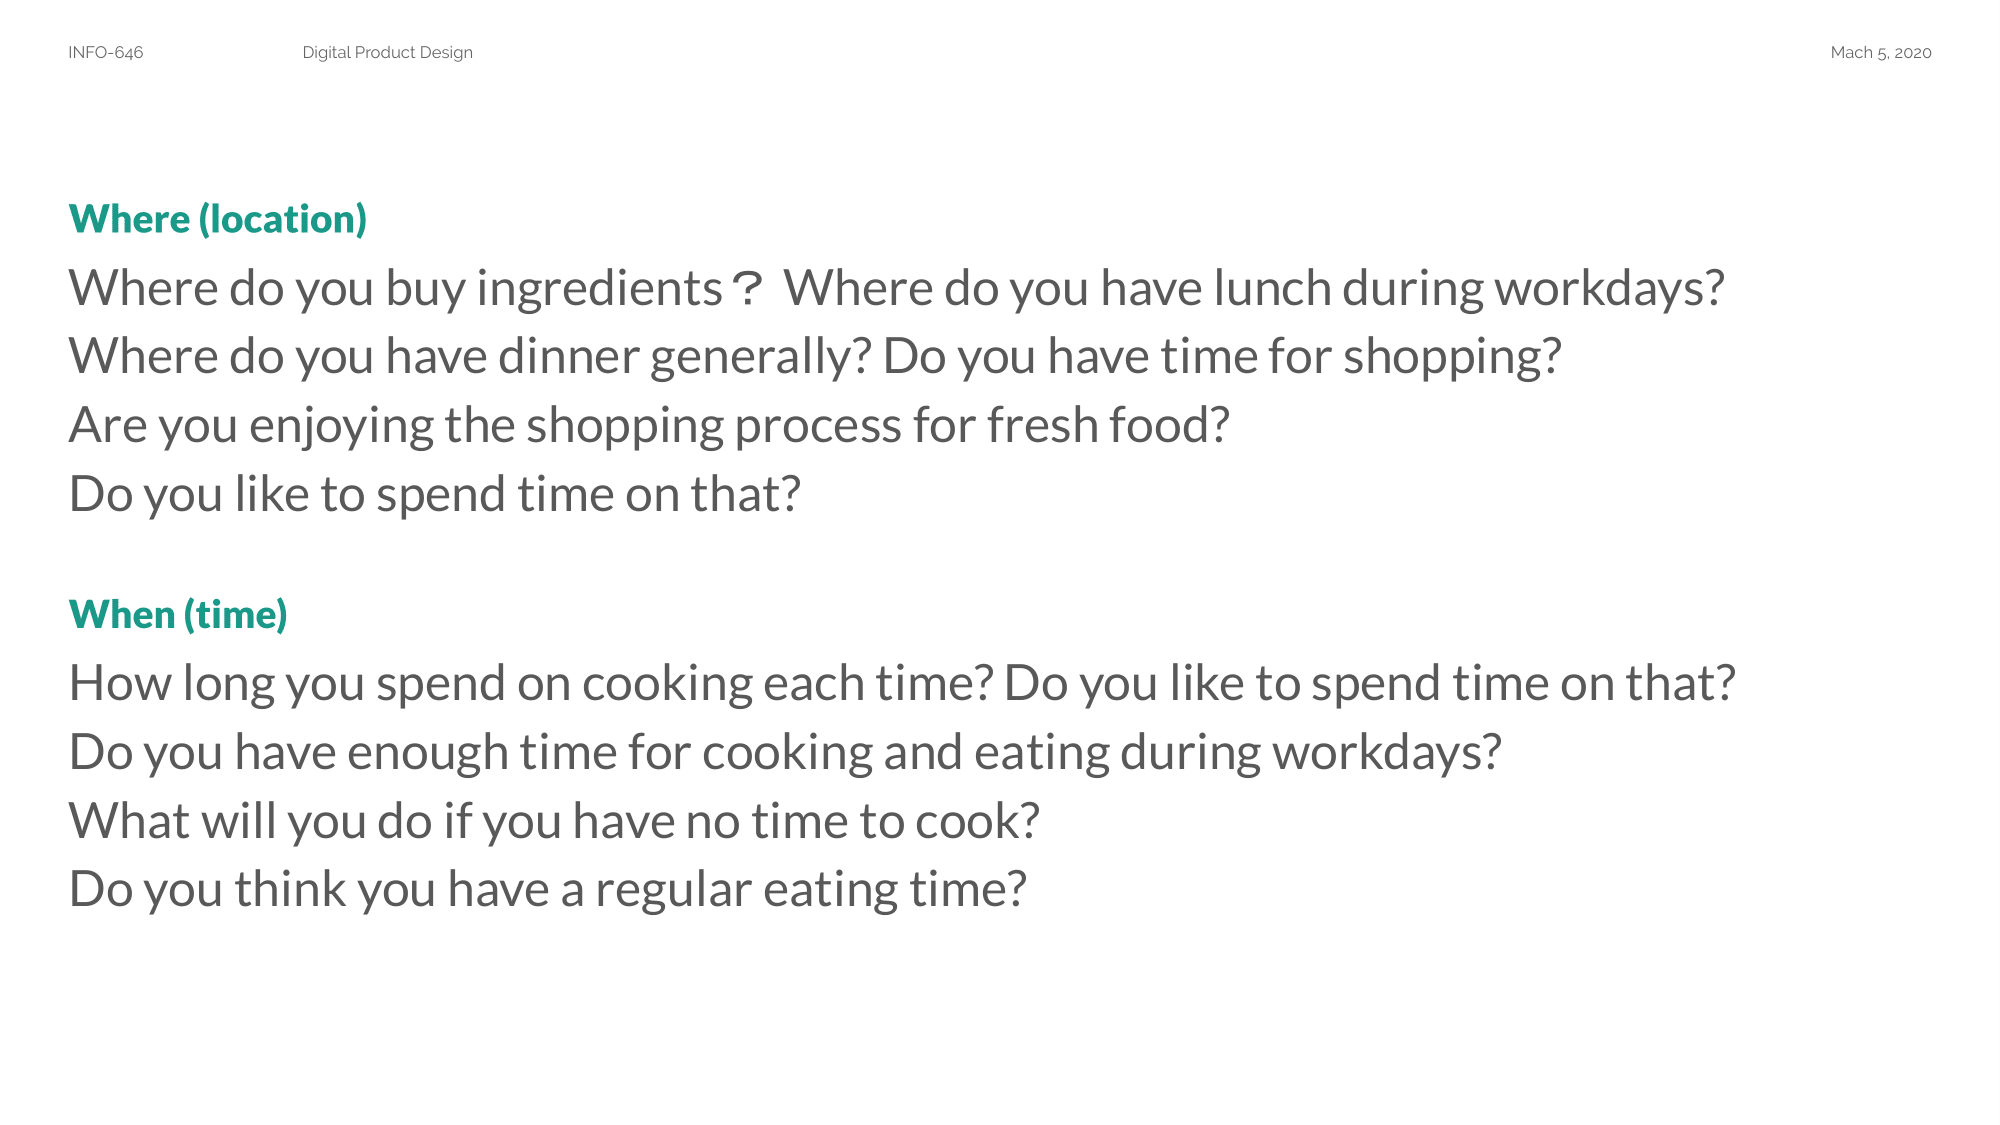 INFO-646 Digital Product Design Mach 5, 2020
Where (location)
Where do you buy ingredients？ Where do you have lunch during workdays?
Where do you have dinner generally? Do you have time for shopping?
Are you enjoying the shopping process for fresh food?
Do you like to spend time on that?
When (time)
How long you spend on cooking each time? Do you like to spend time on that?
Do you have enough time for cooking and eating during workdays?
What will you do if you have no time to cook?
Do you think you have a regular eating time?